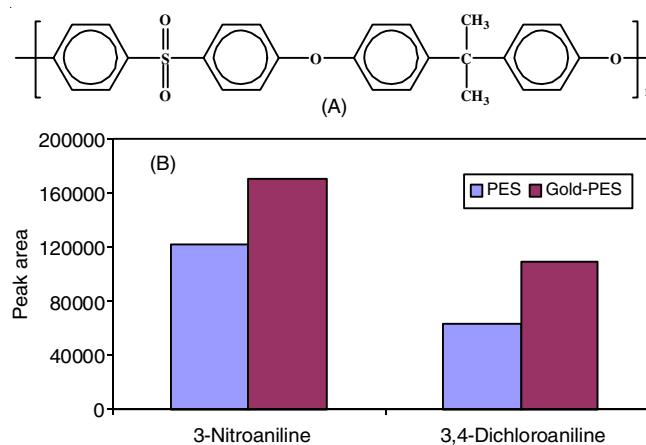 O
S
O
O
CH3
C
CH3
O
(A)
(B)
PES Gold-PES
Peak area
200000
160000
120000
80000
40000
0
3-Nitroaniline 3,4-Dichloroaniline